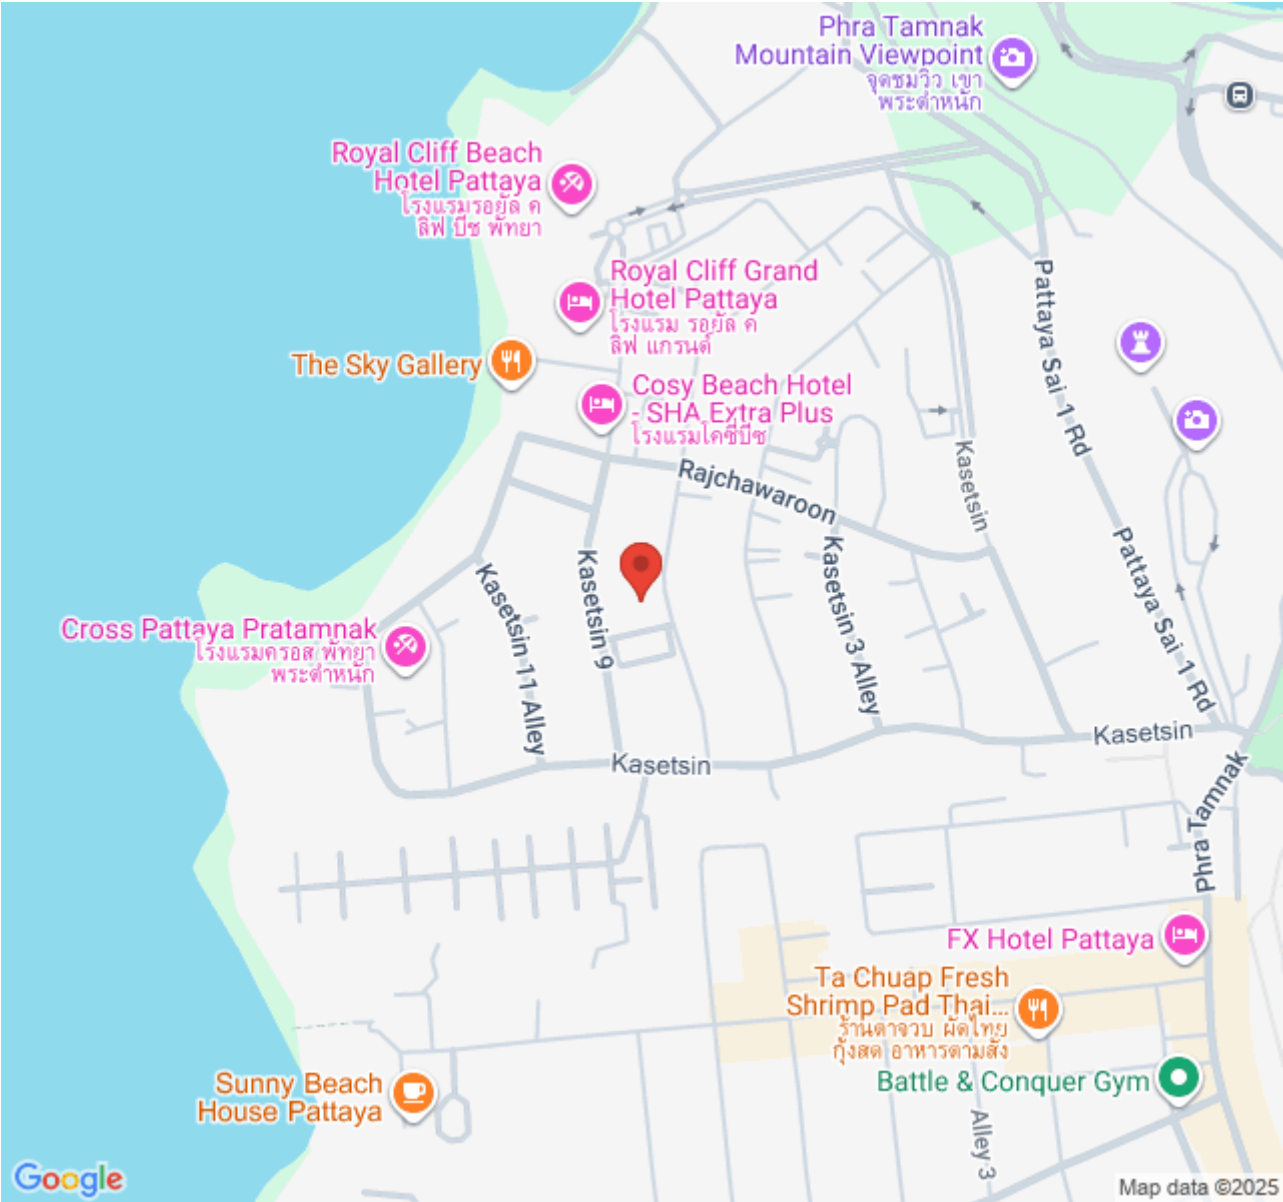 Phra Tamnak
Mountain Viewpoint
จุดชมวิว เขา
พระตำหนัก
Royal Cliff Beach
Hotel Pattaya
โรงแรมรอยัล ค
ลิฟ บีช พัทยา
Royal Cliff Grand
Hotel Pattaya
โรงแรม รอยัล ค
ลิฟ แกรนด์
The Sky Gallery
Cosy Beach Hotel
- SHA Extra Plus
โรงแรมโคซี่บีช
Pattaya Sai 1 Rd
Kasetsin
Rajchawaroon
Pattaya Sai 1 Rd
Kasetsin 9
Kasetsin 11 Alley
Kasetsin 3 Alley
Cross Pattaya Pratamnak
โรงแรมครอส พัทยา
พระตำหนัก
Kasetsin
Kasetsin
Phra Tamnak
FX Hotel Pattaya
Ta Chuap Fresh
Shrimp Pad Thai...
ร้านตาจวบ ผัดไทย
กุ้งสด อาหารตามสั่ง
Battle & Conquer Gym
Sunny Beach
House Pattaya
Alley 3
Google
Map data ©2025